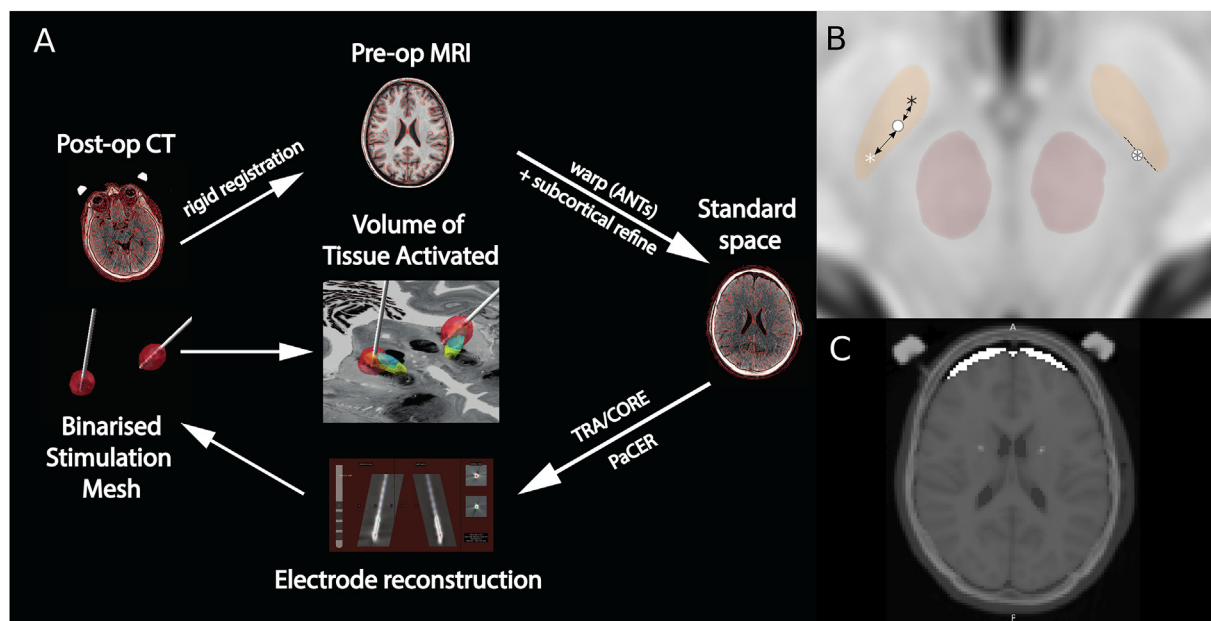 A
Pre-op MRI
Post-op CT
rigid registration
warp (ANTs)
+ subcortical refine
Volume of
Tissue Activated
Standard
space
Binarised
Stimulation
Mesh
TRA/CORE
PaCER
Electrode reconstruction
B
C
A
P